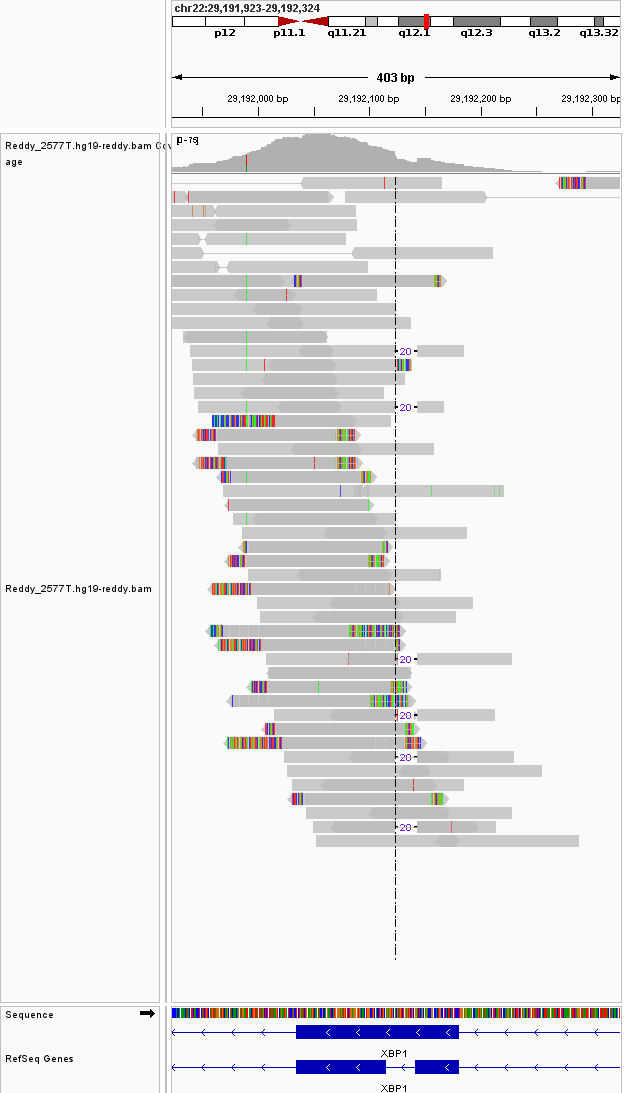 chr22:29,191,923-29,192,324
p12 p11.1 q11.21 q12.1 q12.3 q13.2 q13.32
403 bp
29,192,000 bp 29,192,100 bp 29,192,200 bp 29,192,300 bp
Reddy_2577T.hg19-reddy.bam Cov
age
20
20
20
Reddy_2577T.hg19-reddy.bam
20
20
20
20
Sequence
XBP1
RefSeq Genes
XBP1